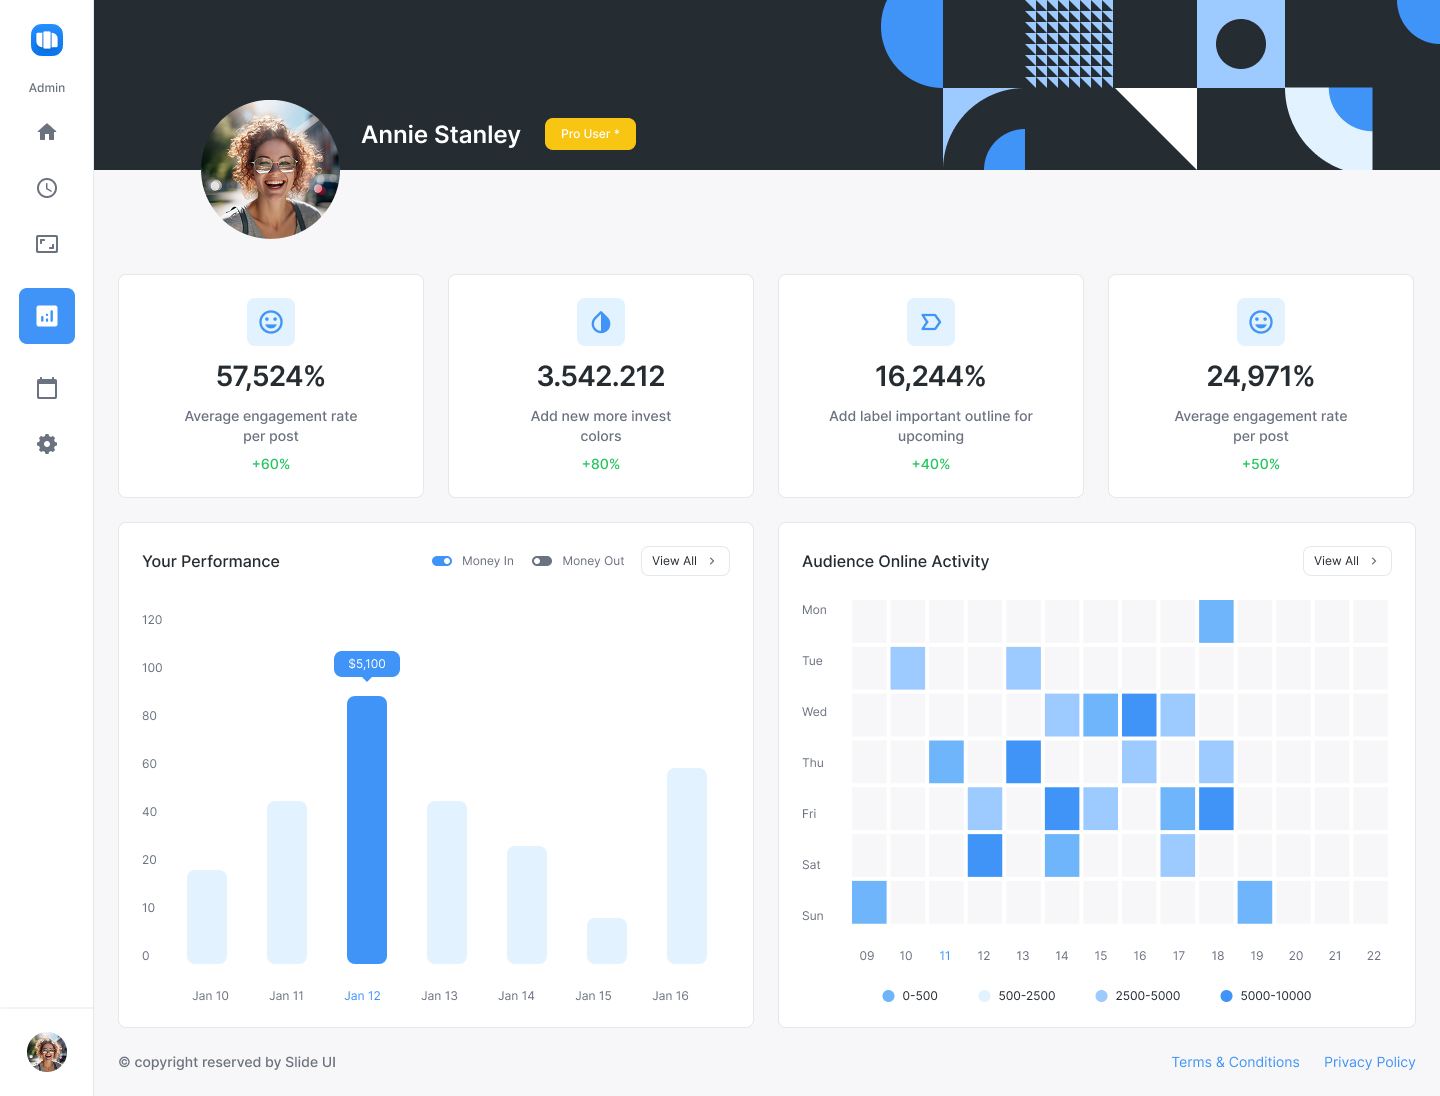 Admin
Annie Stanley
Pro User *
57,524%
Average engagement rate
per post
+60%
3.542.212
Add new more invest
colors
+80%
16,244%
Add label important outline for
upcoming
+40%
24,971%
Average engagement rate
per post
+50%
Your Performance
Money In
Money Out
View All
120
100
80
60
40
20
10
0
$5,100
Jan 10
Jan 11
Jan 12
Jan 13
Jan 14
Jan 15
Jan 16
Audience Online Activity
View All
Mon
Tue
Wed
Thu
Fri
Sat
Sun
09 10 11 12 13 14 15 16 17 18 19 20 21 22
0-500
500-2500
2500-5000
5000-10000
© copyright reserved by Slide UI
Terms & Conditions
Privacy Policy